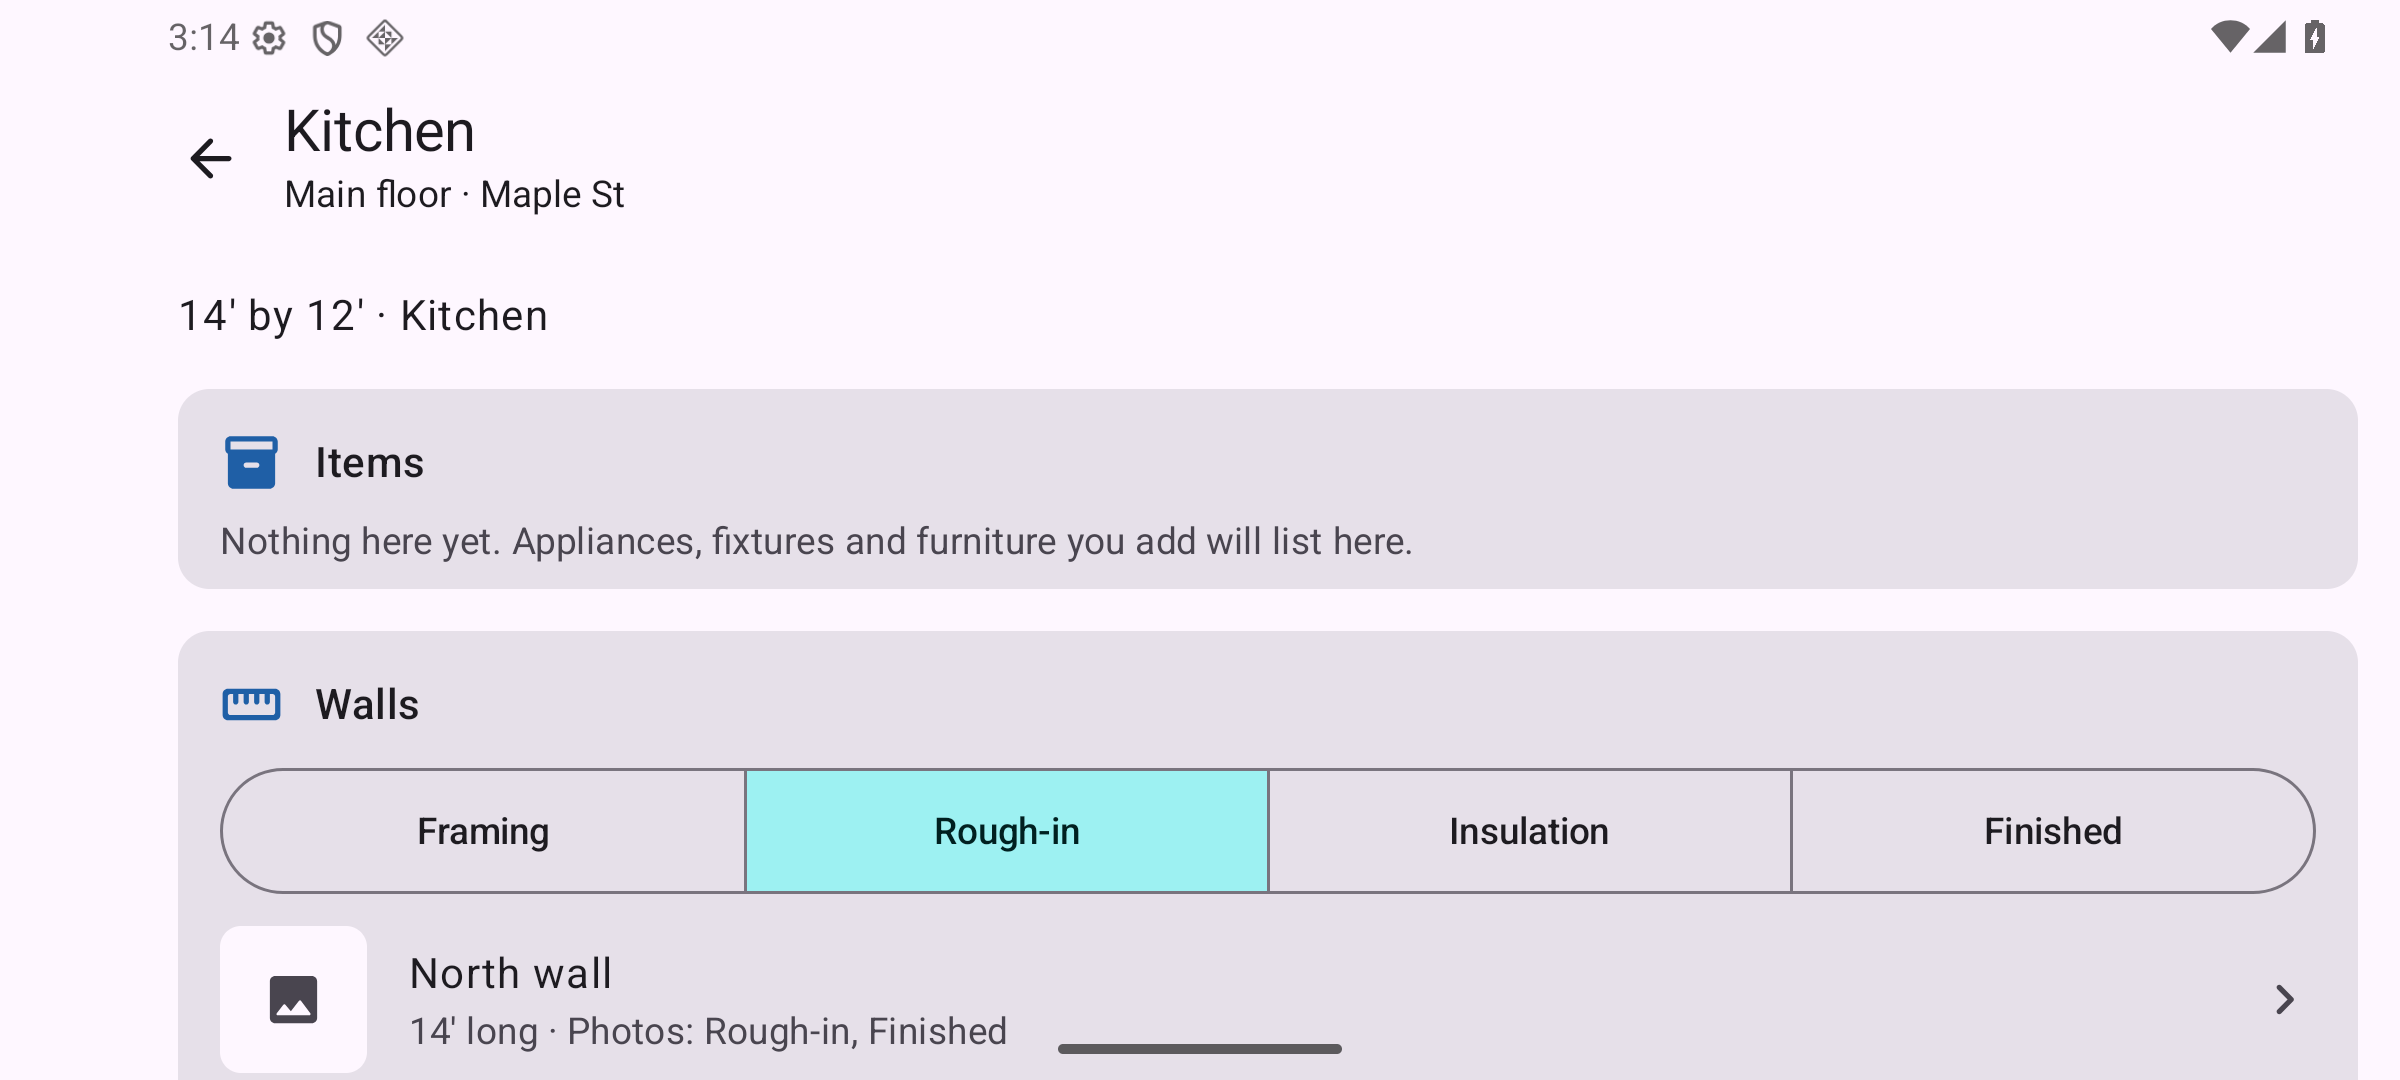 3:14
Kitchen
Main floor · Maple St
14' by 12' · Kitchen
Items
Nothing here yet. Appliances, fixtures and furniture you add will list here.
Walls
Framing
Rough-in
Insulation
Finished
North wall
14' long · Photos: Rough-in, Finished